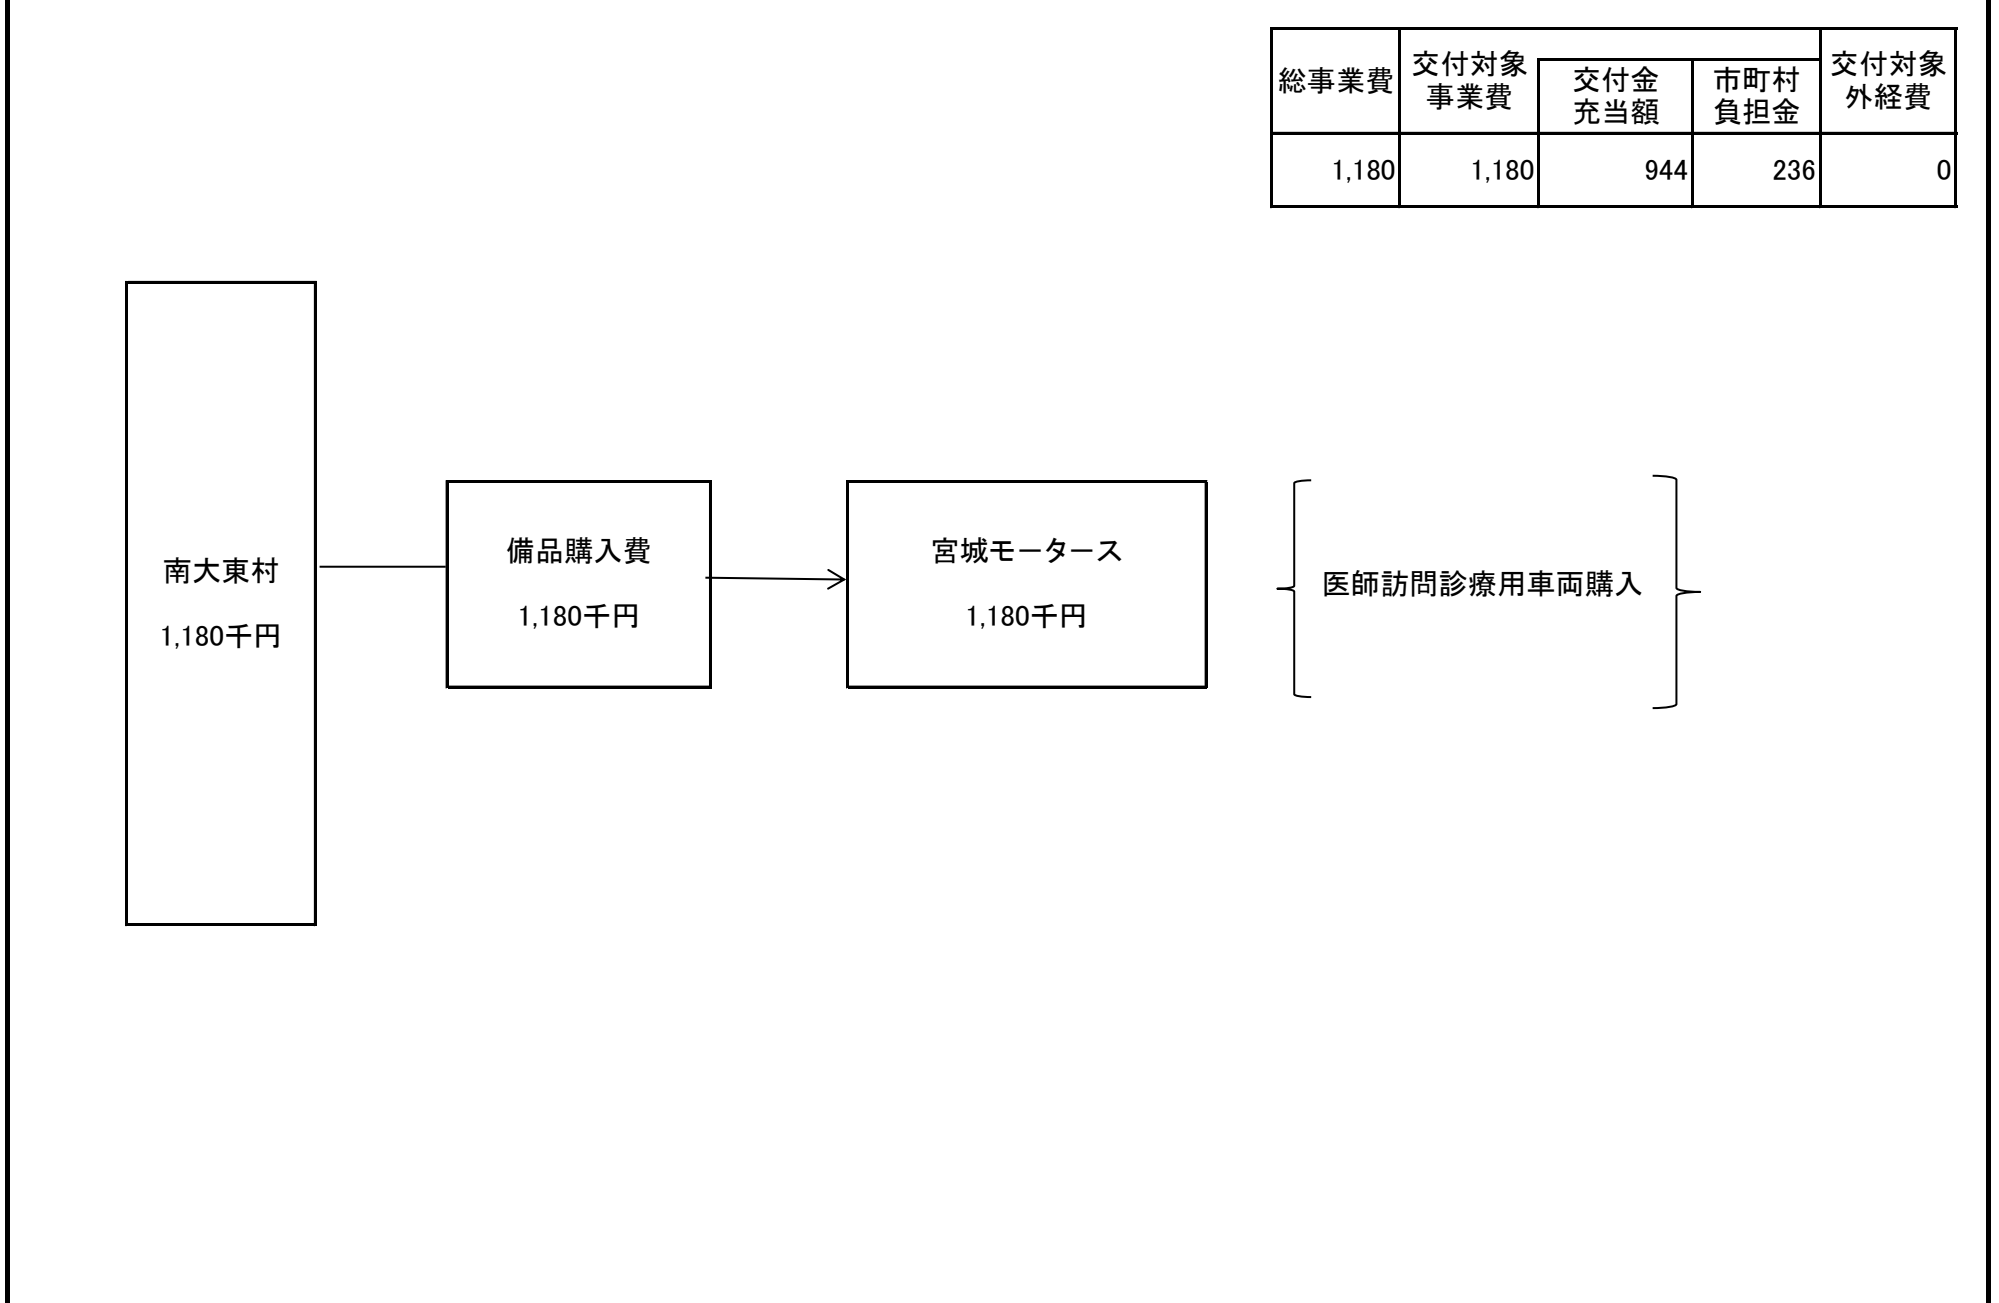 総事業費
交付対象
事業費
交付金
充当額
市町村
負担金
交付対象
外経費
1,180
1,180
944
236
0
南大東村
1,180千円
備品購入費
1,180千円
宮城モータース
1,180千円
医師訪問診療用車両購入